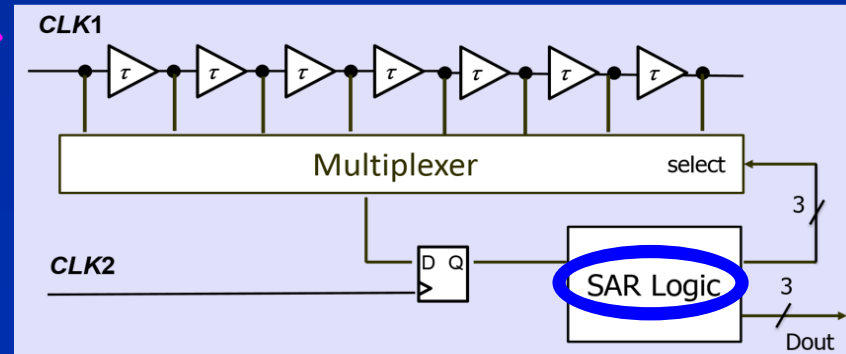 CLK1
τ τ τ τ τ τ τ
Multiplexer select
3
CLK2
D Q
SAR Logic
3
Dout